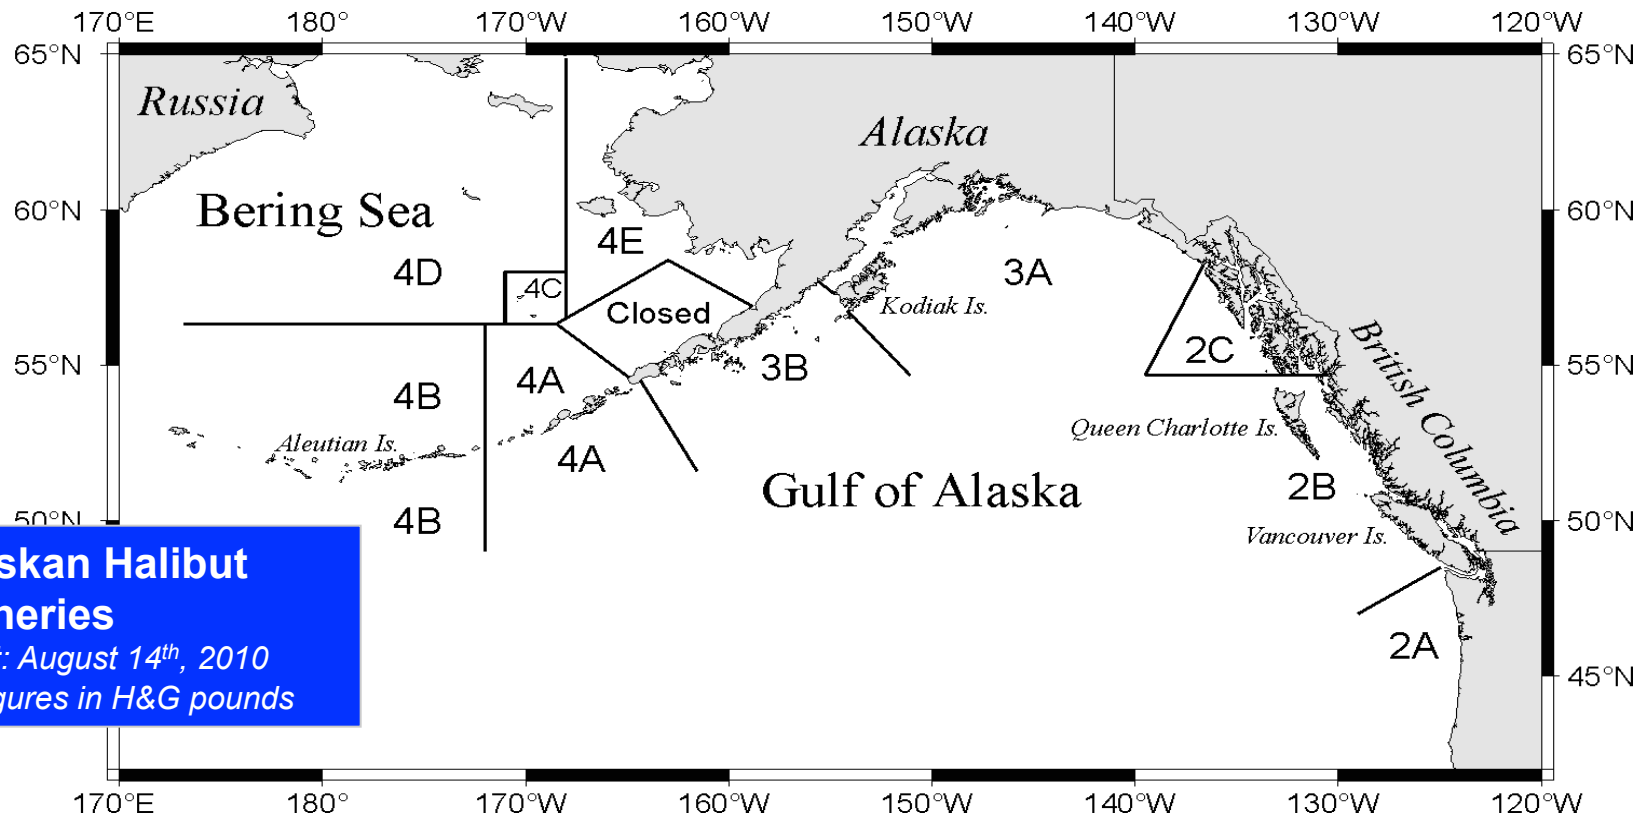 170°E 180° 170°W 160°W 150°W 140°W 130°W 120°W
65°N 65°N
Russia
Alaska
60°N Bering Sea 60°N
4E
4D 4C 3A
Closed Kodiak Is.
British Columbia
55°N 4A 3B 2C 55°N
4B
Aleutian Is. Queen Charlotte Is.
4A
Gulf of Alaska 2B
50°N 4B 50°N
Vancouver Is.
skan Halibut
neries
: August 14th, 2010
gures in H&G pounds
2A
45°N
170°E 180° 170°W 160°W 150°W 140°W 130°W 120°W